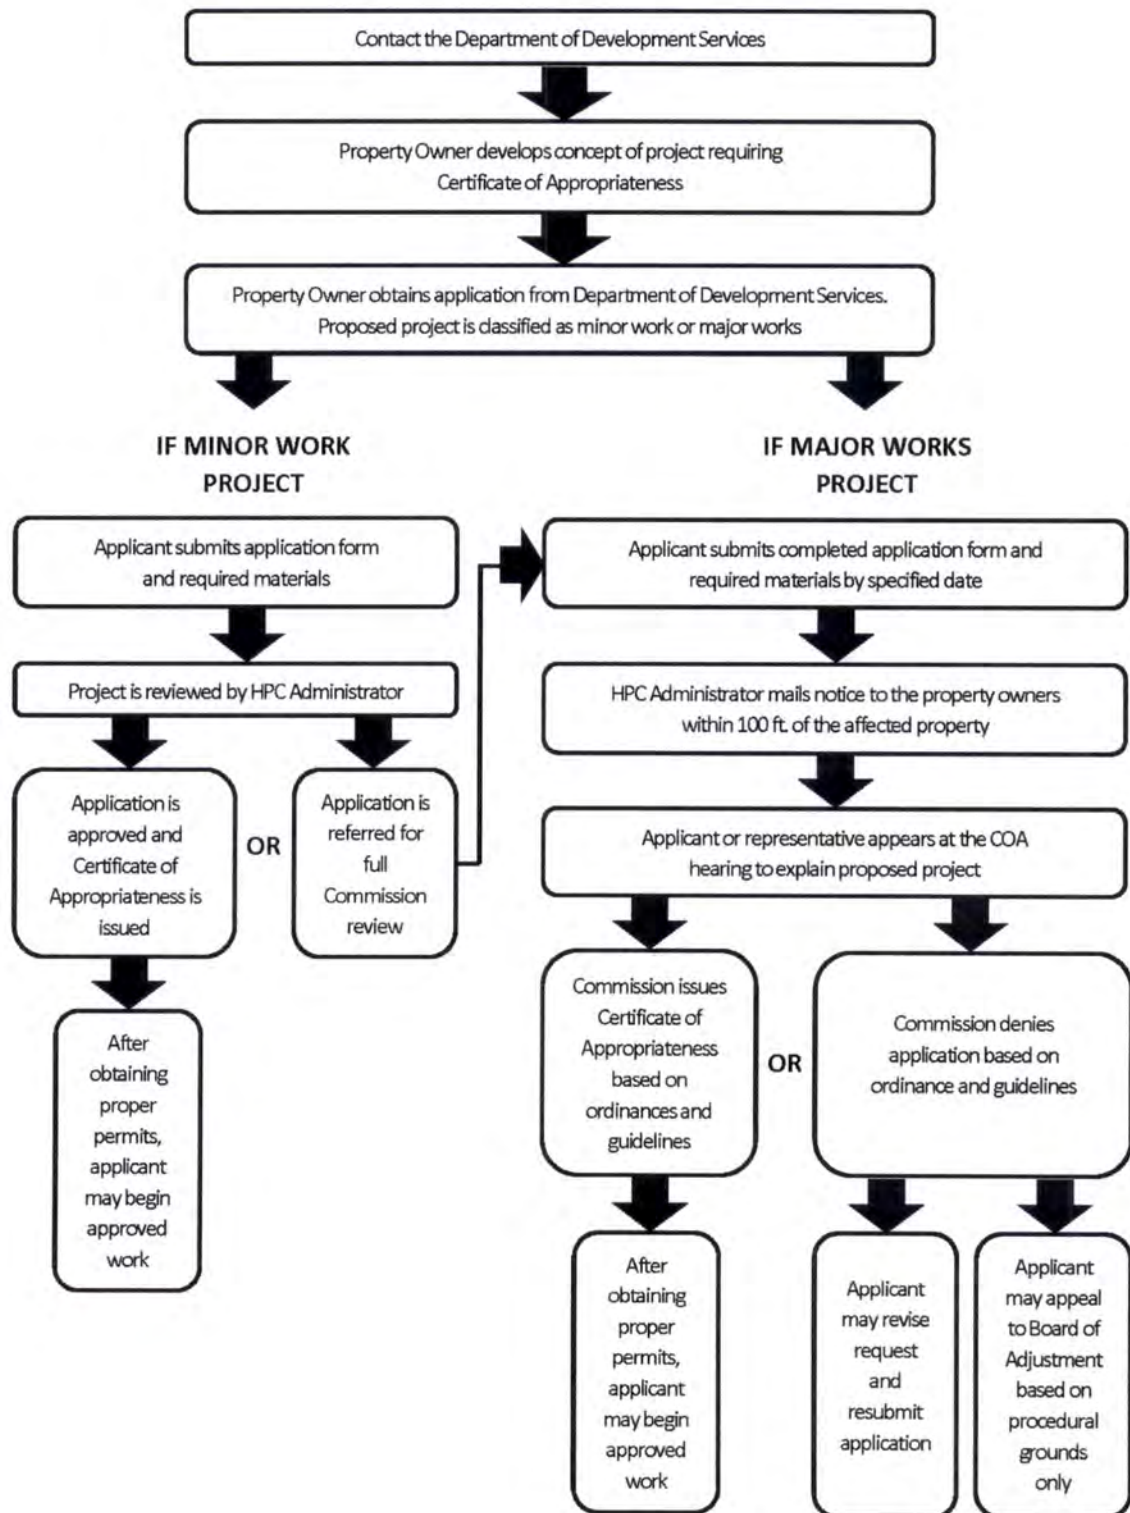 Contact the Department of Development Services
Property Owner develops concept of project requiring
Certificate of Appropriateness
Property Owner obtains application from Department of Development Services.
Proposed project is classified as minor work or major works
IF MINOR WORK
PROJECT
Applicant submits application form
and required materials
Project is reviewed by HPC Administrator
Application is
approved and
Certificate of
Appropriateness is
issued
OR
Application is
referred for
full
Commission
review
After
obtaining
proper
permits,
applicant
may begin
approved
work
IF MAJOR WORKS
PROJECT
Applicant submits completed application form and
required materials by specified date
HPC Administrator mails notice to the property owners
within 100 ft. of the affected property
Applicant or representative appears at the COA
hearing to explain proposed project
Commission issues
Certificate of
Appropriateness
based on
ordinances and
guidelines
OR
Commission denies
application based on
ordinance and guidelines
After
obtaining
proper
permits,
applicant
may begin
approved
work
Applicant
may revise
request
and
resubmit
application
Applicant
may appeal
to Board of
Adjustment
based on
procedural
grounds
only